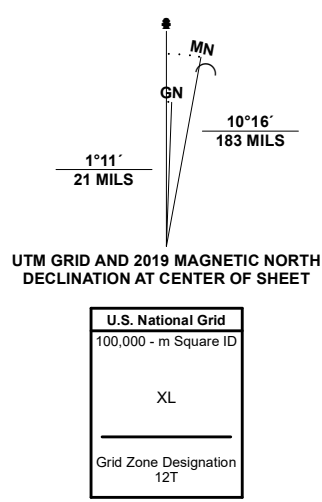 MN
GN
10°16´
183 MILS
1°11´
21 MILS
UTM GRID AND 2019 MAGNETIC NORTH
DECLINATION AT CENTER OF SHEET
U.S. National Grid
100,000 - m Square ID
XL
Grid Zone Designation
12T